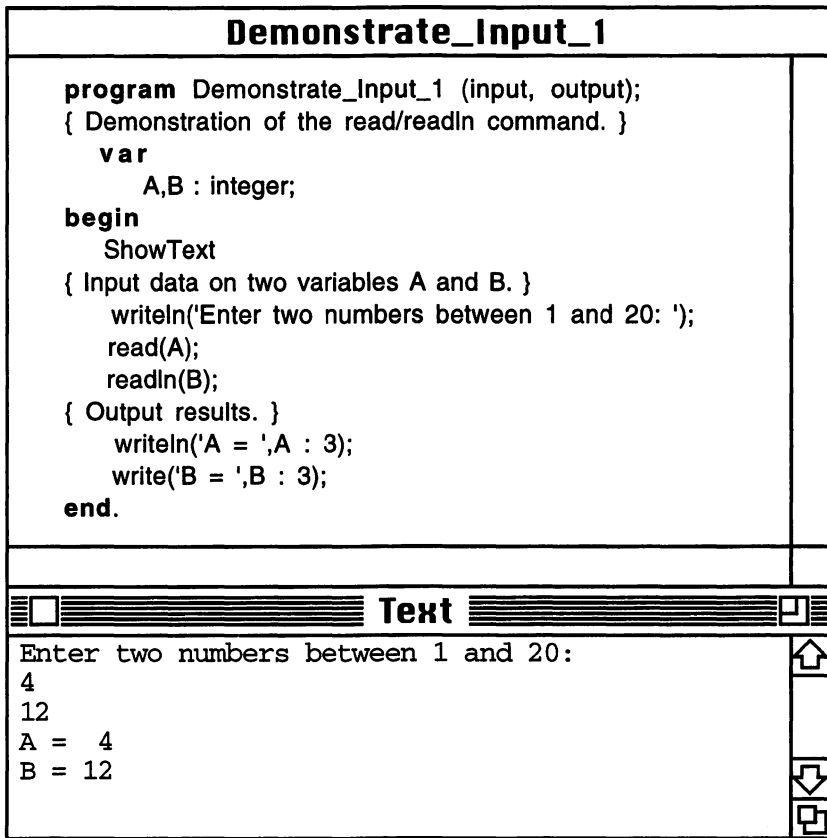 Demonstrate_Input_1
program Demonstrate_Input_1 (input, output);
{ Demonstration of the read/readln command. }
var
A,B : integer;
begin
ShowText
{ Input data on two variables A and B. }
writeln('Enter two numbers between 1 and 20: ');
read(A);
readln(B);
{ Output results. }
writeln('A = ',A : 3);
write('B = ',B : 3);
end.
Text
Enter two numbers between 1 and 20:
4
12
A =  4
B = 12